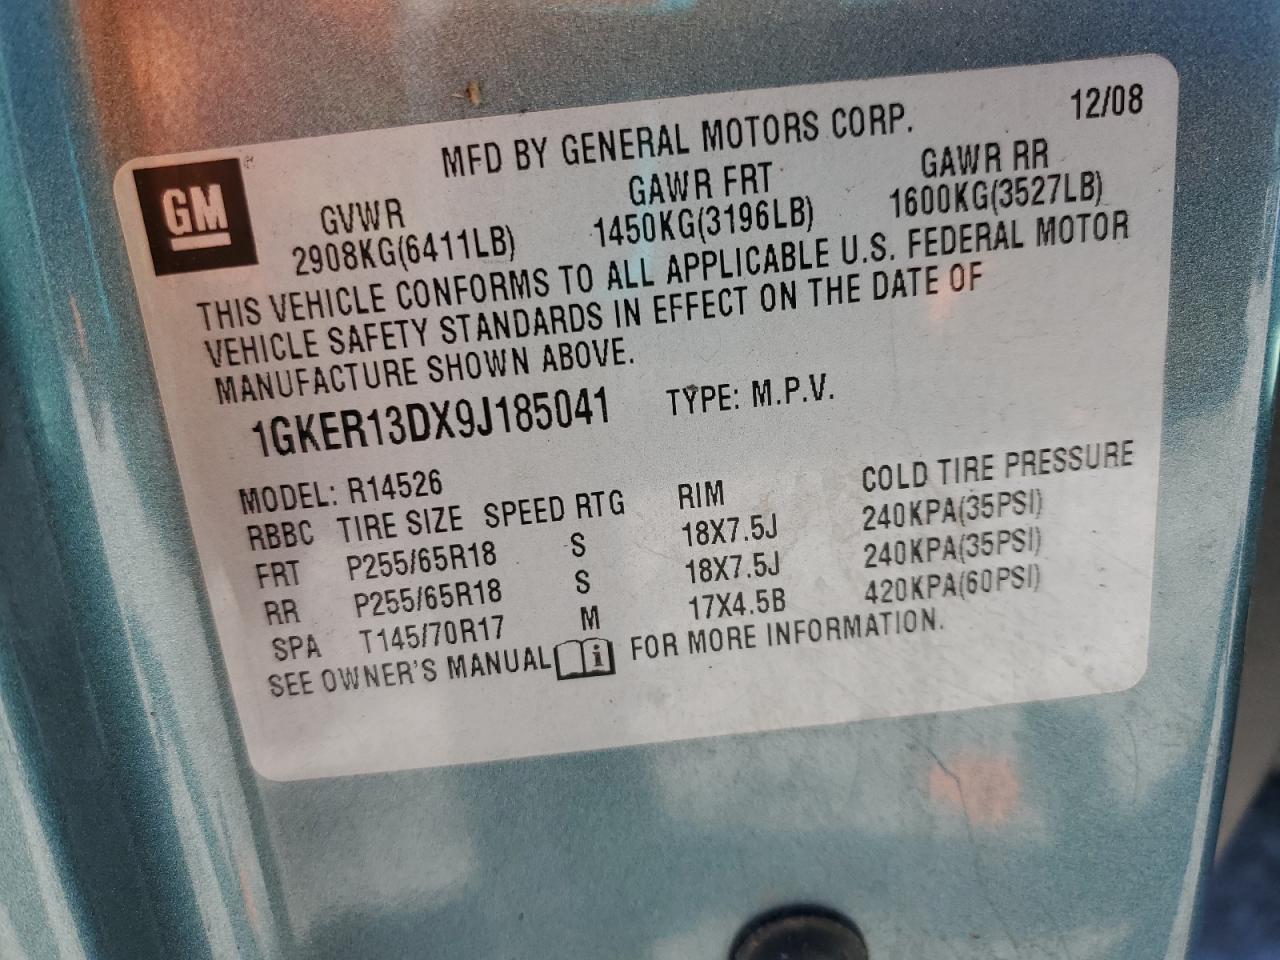 12/08
MFD BY GENERAL MOTORS CORP.
GM
GVWR GAWR FRT GAWR RR
2908KG(6411LB) 1450KG(3196LB) 1600KG(3527LB)
THIS VEHICLE CONFORMS TO ALL APPLICABLE U.S. FEDERAL MOTOR
VEHICLE SAFETY STANDARDS IN EFFECT ON THE DATE OF
MANUFACTURE SHOWN ABOVE.
1GKER13DX9J185041 TYPE: M.P.V.
MODEL: R14526
RBBC TIRE SIZE SPEED RTG RIM COLD TIRE PRESSURE
FRT P255/65R18 S 18X7.5J 240KPA(35PSI)
RR P255/65R18 S 18X7.5J 240KPA(35PSI)
SPA T145/70R17 M 17X4.5B 420KPA(60PSI)
SEE OWNER'S MANUAL i FOR MORE INFORMATION.